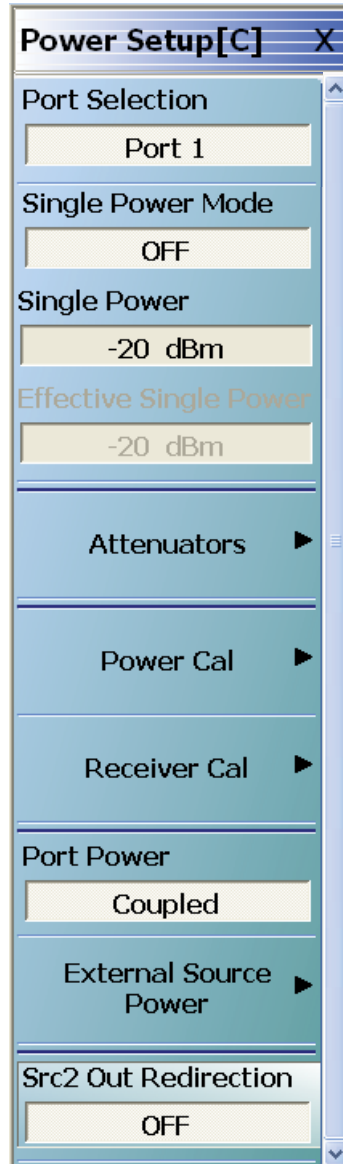 Power Setup[C] X
Port Selection
Port 1
Single Power Mode
OFF
Single Power
-20 dBm
Effective Single Power
-20 dBm
Attenuators
Power Cal
Receiver Cal
Port Power
Coupled
External Source
Power
Src2 Out Redirection
OFF